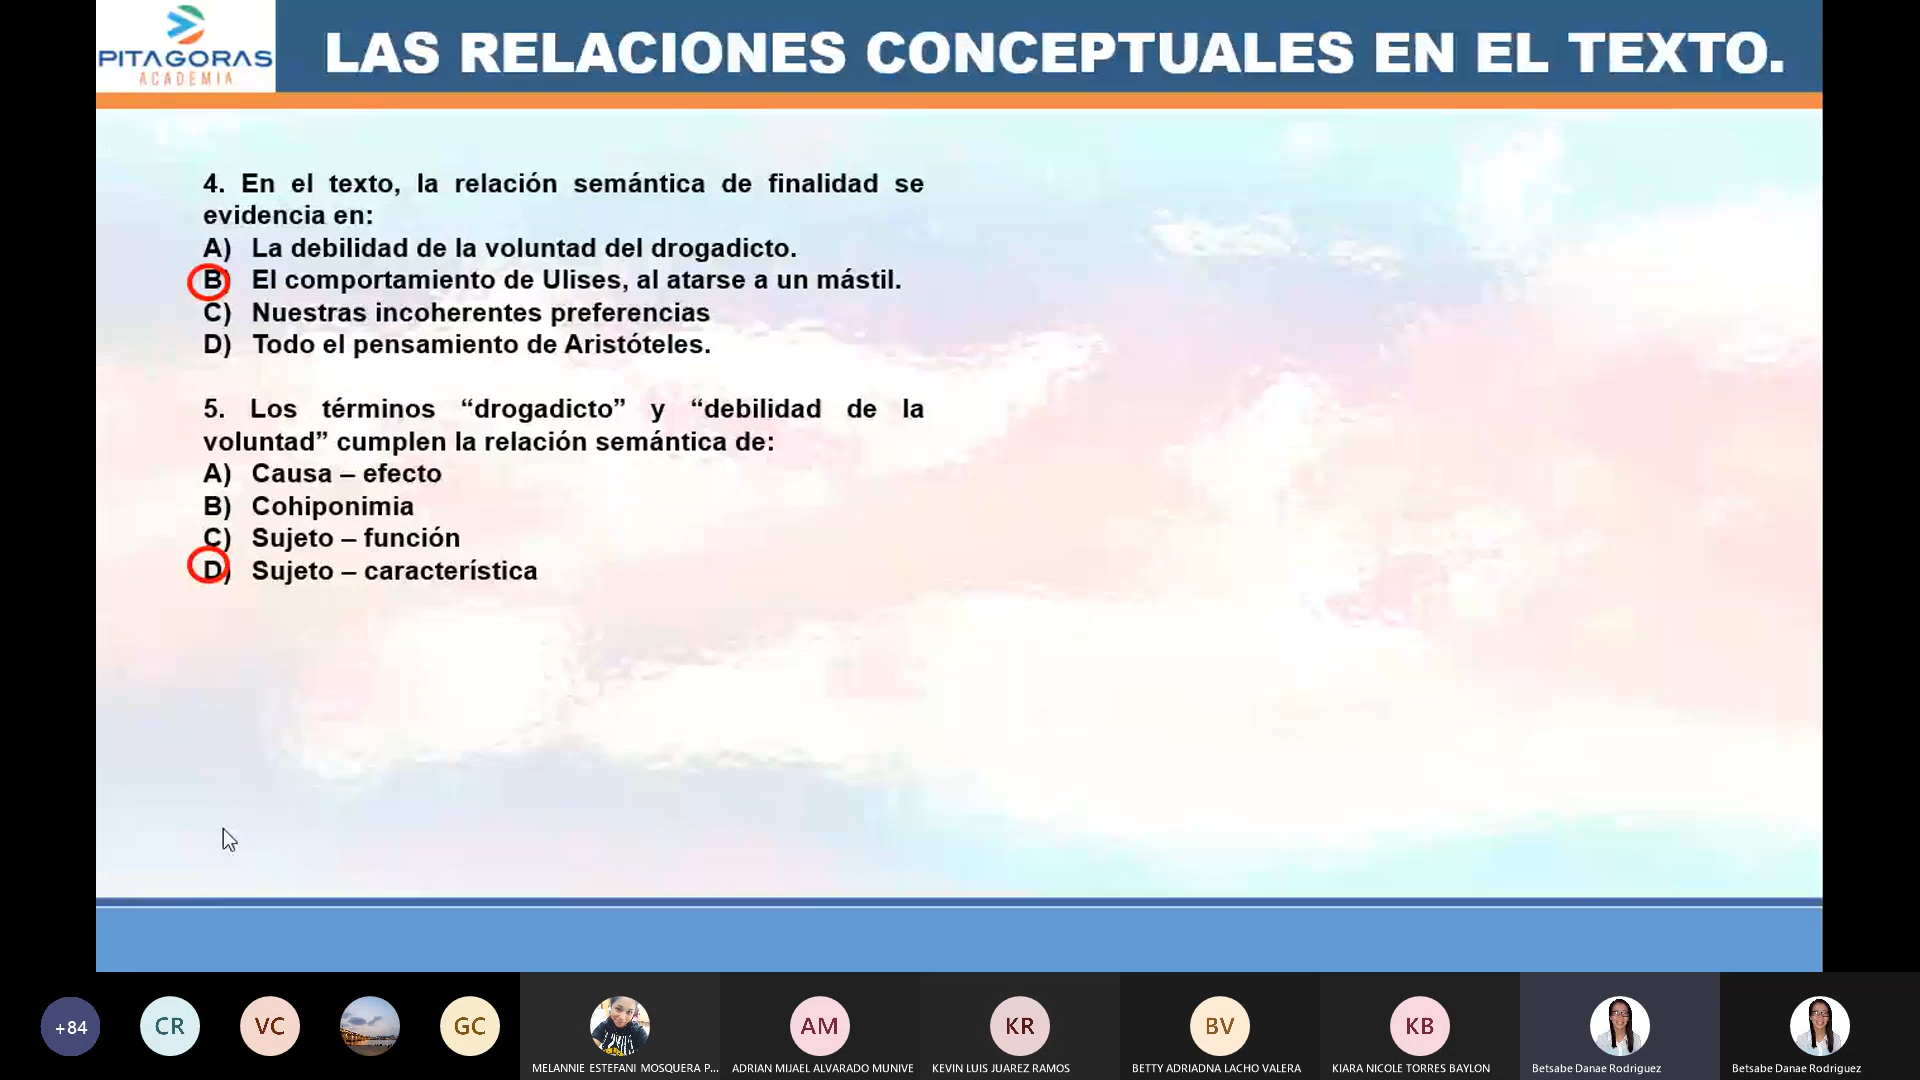 PITAGORAS
ACADEMIA
LAS RELACIONES CONCEPTUALES EN EL TEXTO.
4. En el texto, la relación semántica de finalidad se
evidencia en:
A) La debilidad de la voluntad del drogadicto.
B) El comportamiento de Ulises, al atarse a un mástil.
C) Nuestras incoherentes preferencias
D) Todo el pensamiento de Aristóteles.
5. Los términos “drogadicto” y “debilidad de la
voluntad” cumplen la relación semántica de:
A) Causa – efecto
B) Cohiponimia
C) Sujeto – función
D) Sujeto – característica
+84
CR
VC
GC
AM
KR
BV
KB
MELANNIE ESTEFANI MOSQUERA P...
ADRIAN MIJAEL ALVARADO MUNIVE
KEVIN LUIS JUAREZ RAMOS
BETTY ADRIADNA LACHO VALERA
KIARA NICOLE TORRES BAYLON
Betsabe Danae Rodriguez
Betsabe Danae Rodriguez